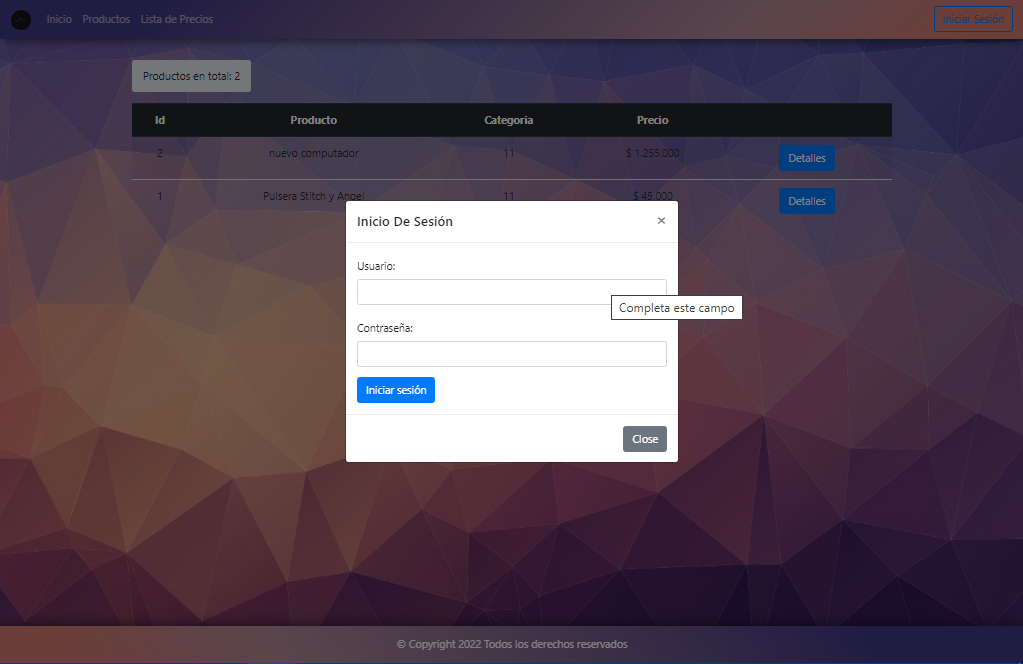 Inicio Productos Lista de Precios Iniciar Sesión
Productos en total: 2
Id Producto Categoria Precio
2 nuevo computador 11 $ 1.255.000 Detalles
1 Pulsera Stitch y Angel 11 $ 45.000 Detalles
Inicio De Sesión ×
Usuario:
Completa este campo
Contraseña:
Iniciar sesión
Close
© Copyright 2022 Todos los derechos reservados